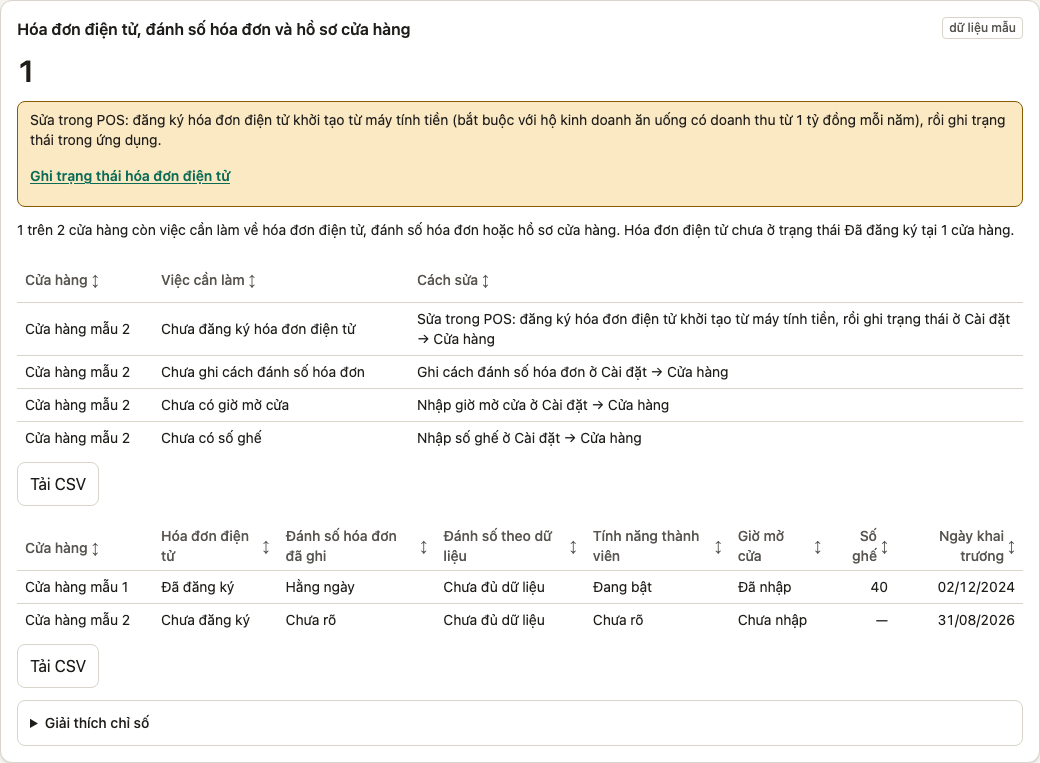 Hóa đơn điện tử, đánh số hóa đơn và hồ sơ cửa hàng
dữ liệu mẫu
1
Sửa trong POS: đăng ký hóa đơn điện tử khởi tạo từ máy tính tiền (bắt buộc với hộ kinh doanh ăn uống có doanh thu từ 1 tỷ đồng mỗi năm), rồi ghi trạng
thái trong ứng dụng.
Ghi trạng thái hóa đơn điện tử
1 trên 2 cửa hàng còn việc cần làm về hóa đơn điện tử, đánh số hóa đơn hoặc hồ sơ cửa hàng. Hóa đơn điện tử chưa ở trạng thái Đã đăng ký tại 1 cửa hàng.
Cửa hàng ↕ Việc cần làm ↕ Cách sửa ↕
Cửa hàng mẫu 2 Chưa đăng ký hóa đơn điện tử Sửa trong POS: đăng ký hóa đơn điện tử khởi tạo từ máy tính tiền, rồi ghi trạng thái ở Cài đặt
→ Cửa hàng
Cửa hàng mẫu 2 Chưa ghi cách đánh số hóa đơn Ghi cách đánh số hóa đơn ở Cài đặt → Cửa hàng
Cửa hàng mẫu 2 Chưa có giờ mở cửa Nhập giờ mở cửa ở Cài đặt → Cửa hàng
Cửa hàng mẫu 2 Chưa có số ghế Nhập số ghế ở Cài đặt → Cửa hàng
Tải CSV
Cửa hàng ↕ Hóa đơn điện tử ↕ Đánh số hóa đơn đã ghi ↕ Đánh số theo dữ liệu ↕ Tính năng thành viên ↕ Giờ mở cửa ↕ Số ghế ↕ Ngày khai trương ↕
Cửa hàng mẫu 1 Đã đăng ký Hằng ngày Chưa đủ dữ liệu Đang bật Đã nhập 40 02/12/2024
Cửa hàng mẫu 2 Chưa đăng ký Chưa rõ Chưa đủ dữ liệu Chưa rõ Chưa nhập — 31/08/2026
Tải CSV
▶ Giải thích chỉ số